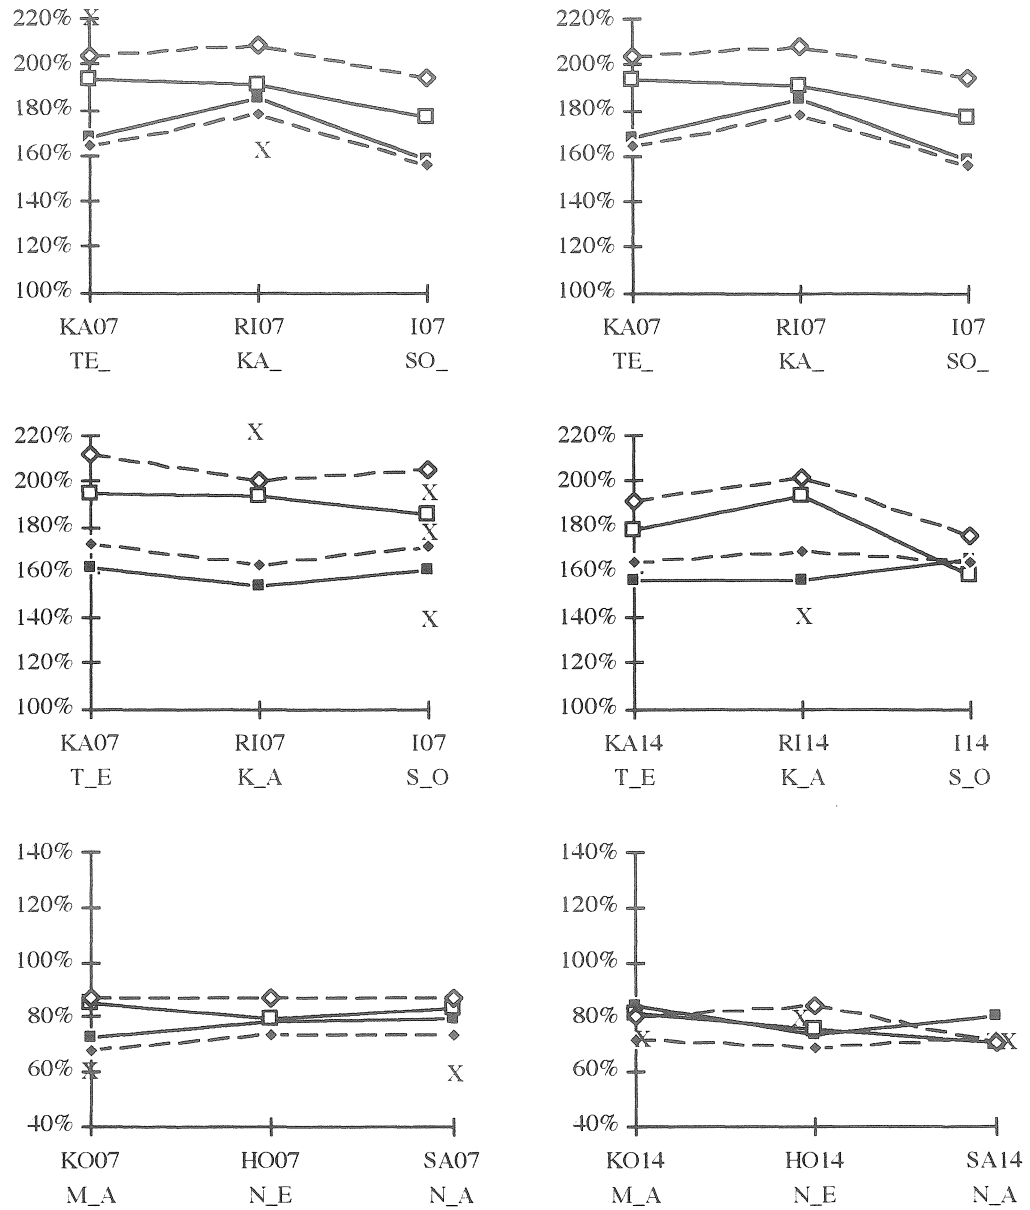 220% X
200%
180%
160% X
140%
120%
100%
KA07 RI07 I07
TE_ KA_ SO_
220%
200%
180%
160%
140%
120%
100%
KA07 RI07 I07
TE_ KA_ SO_
220% X
200% X
180% X
160%
140% X
120%
100%
KA07 RI07 I07
T_E K_A S_O
220%
200%
180%
160%
140% X
120%
100%
KA14 RI14 I14
T_E K_A S_O
140%
120%
100%
80%
60% X X
40%
KO07 HO07 SA07
M_A N_E N_A
140%
120%
100%
80% X
X X
60%
40%
KO14 HO14 SA14
M_A N_E N_A